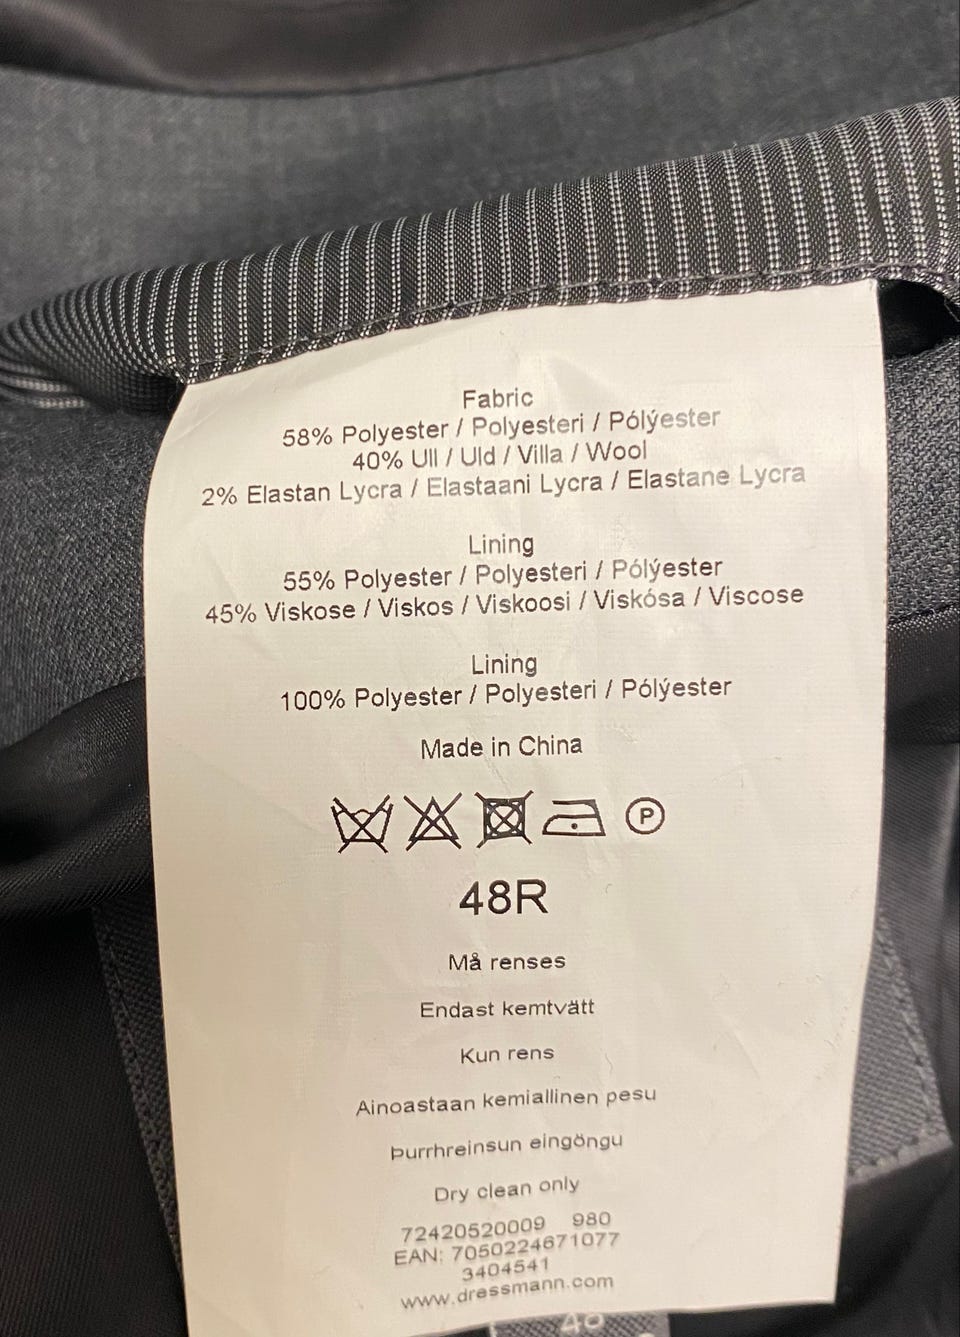 Fabric
58% Polyester / Polyesteri / Pólýester
40% Ull / Uld / Villa / Wool
2% Elastan Lycra / Elastaani Lycra / Elastane Lycra
Lining
55% Polyester / Polyesteri / Pólýester
45% Viskose / Viskos / Viskoosi / Viskósa / Viscose
Lining
100% Polyester / Polyesteri / Pólýester
Made in China
P
48R
Må renses
Endast kemtvätt
Kun rens
Ainoastaan kemiallinen pesu
Þurrhreinsun eingöngu
Dry clean only
72420520009 980
EAN: 7050224671077
3404541
www.dressmann.com